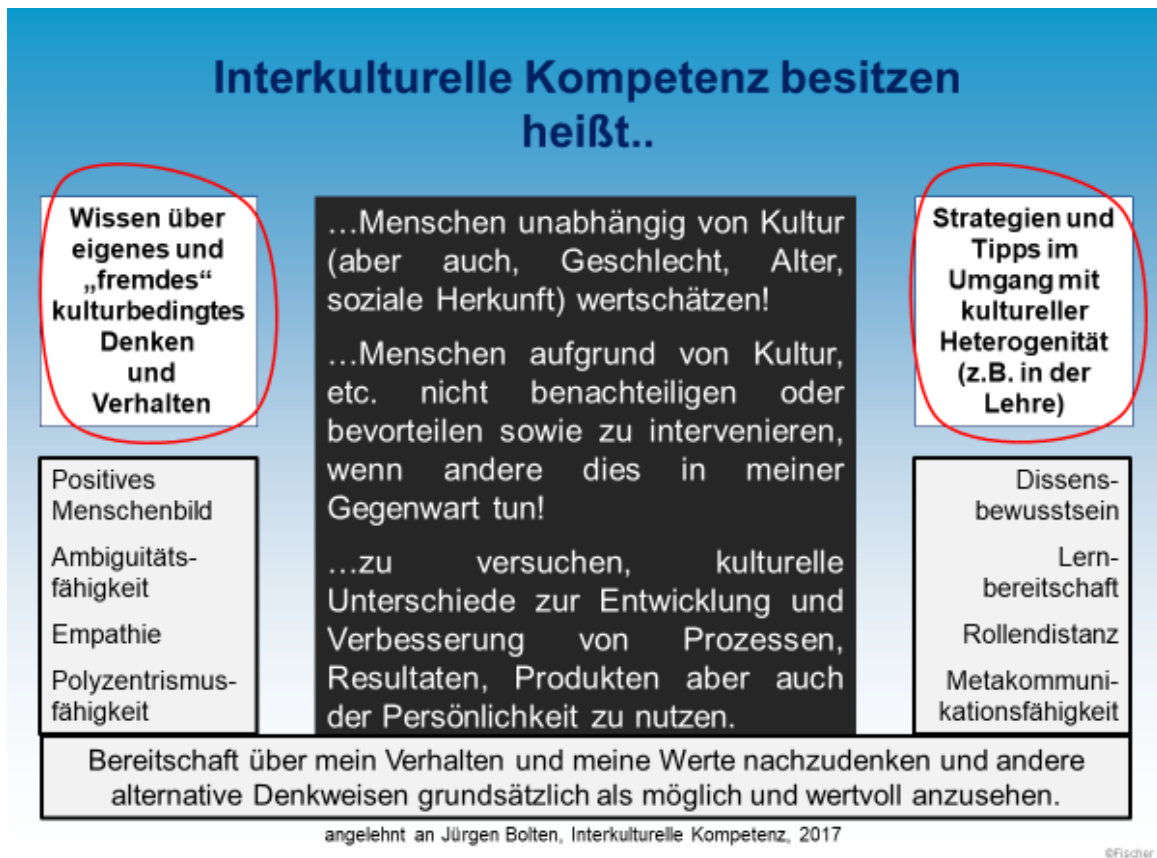 Interkulturelle Kompetenz besitzen
heißt..
Wissen über
eigenes und
„fremdes“
kulturbedingtes
Denken
und
Verhalten
Positives
Menschenbild
Ambiguitäts-
fähigkeit
Empathie
Polyzentrismus-
fähigkeit
…Menschen unabhängig von Kultur
(aber auch, Geschlecht, Alter,
soziale Herkunft) wertschätzen!
…Menschen aufgrund von Kultur,
etc. nicht benachteiligen oder
bevorteilen sowie zu intervenieren,
wenn andere dies in meiner
Gegenwart tun!
…zu versuchen, kulturelle
Unterschiede zur Entwicklung und
Verbesserung von Prozessen,
Resultaten, Produkten aber auch
der Persönlichkeit zu nutzen.
Strategien und
Tipps im
Umgang mit
kultureller
Heterogenität
(z.B. in der
Lehre)
Dissens-
bewusstsein
Lern-
bereitschaft
Rollendistanz
Metakommuni-
kationsfähigkeit
Bereitschaft über mein Verhalten und meine Werte nachzudenken und andere
alternative Denkweisen grundsätzlich als möglich und wertvoll anzusehen.
angelehnt an Jürgen Bolten, Interkulturelle Kompetenz, 2017
©Fischer